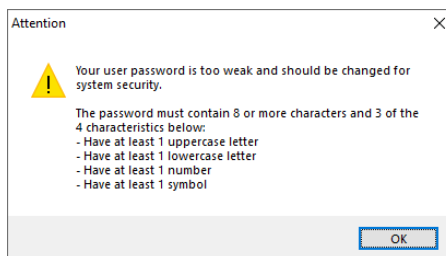 Attention
Your user password is too weak and should be changed for
system security.
The password must contain 8 or more characters and 3 of the
4 characteristics below:
- Have at least 1 uppercase letter
- Have at least 1 lowercase letter
- Have at least 1 number
- Have at least 1 symbol
OK